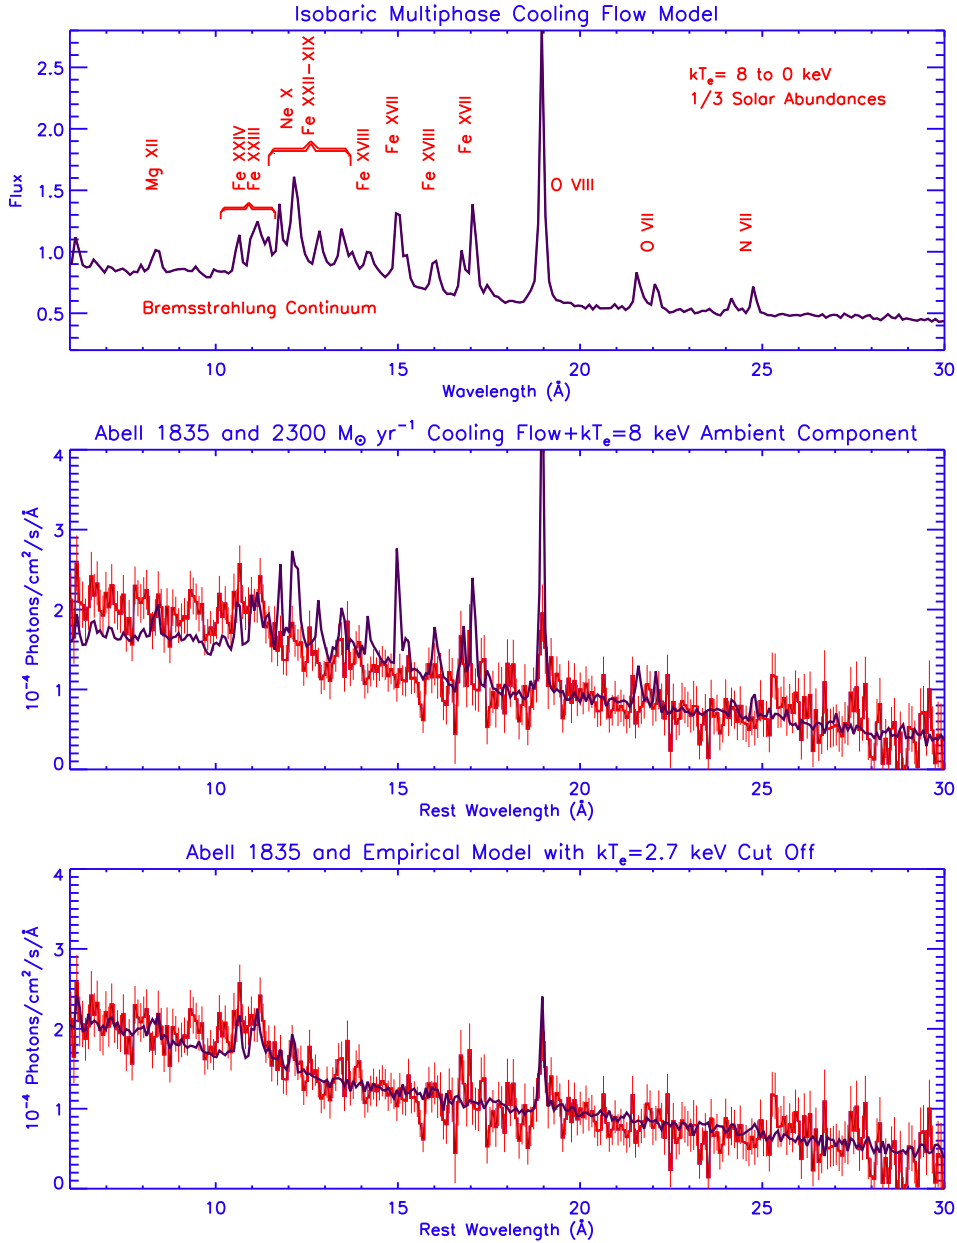 Isobaric Multiphase Cooling Flow Model
kTe= 8 to 0 keV
1/3 Solar Abundances
Mg XII
Fe XXIV
Fe XXIII
Ne X
Fe XXII-XIX
Fe XVIII
Fe XVII
Fe XVIII
Fe XVII
O VIII
O VII
N VII
Bremsstrahlung Continuum
Flux
2.5
2.0
1.5
1.0
0.5
10 15 20 25 30
Wavelength (Å)
Abell 1835 and 2300 M⊙ yr⁻¹ Cooling Flow+kTe=8 keV Ambient Component
10⁻⁴ Photons/cm²/s/Å
4
3
2
1
0
10 15 20 25 30
Rest Wavelength (Å)
Abell 1835 and Empirical Model with kTe=2.7 keV Cut Off
10⁻⁴ Photons/cm²/s/Å
4
3
2
1
0
10 15 20 25 30
Rest Wavelength (Å)